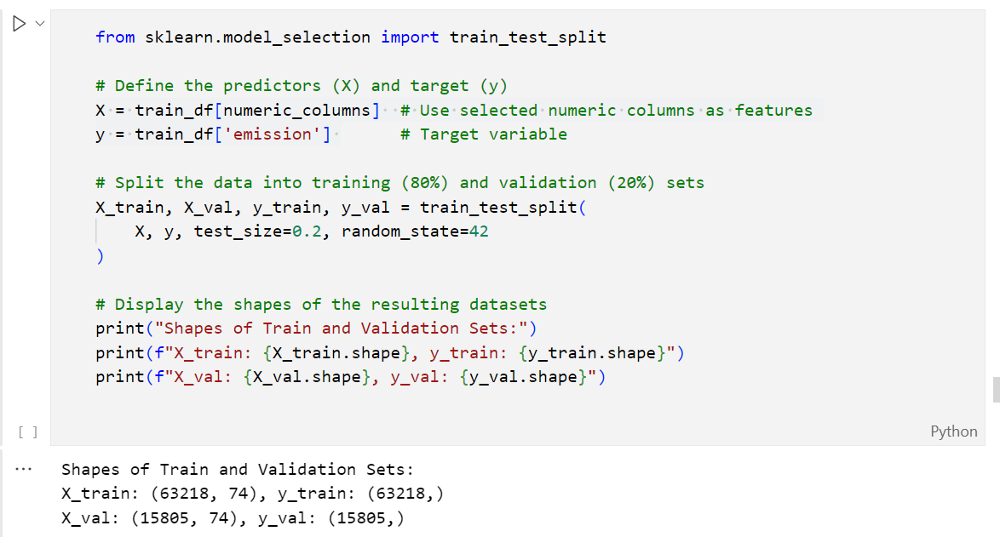 from sklearn.model_selection import train_test_split
# Define the predictors (X) and target (y)
X = train_df[numeric_columns]  # Use selected numeric columns as features
y = train_df['emission']       # Target variable
# Split the data into training (80%) and validation (20%) sets
X_train, X_val, y_train, y_val = train_test_split(
    X, y, test_size=0.2, random_state=42
)
# Display the shapes of the resulting datasets
print("Shapes of Train and Validation Sets:")
print(f"X_train: {X_train.shape}, y_train: {y_train.shape}")
print(f"X_val: {X_val.shape}, y_val: {y_val.shape}")
[ ]
Python
...
Shapes of Train and Validation Sets:
X_train: (63218, 74), y_train: (63218,)
X_val: (15805, 74), y_val: (15805,)